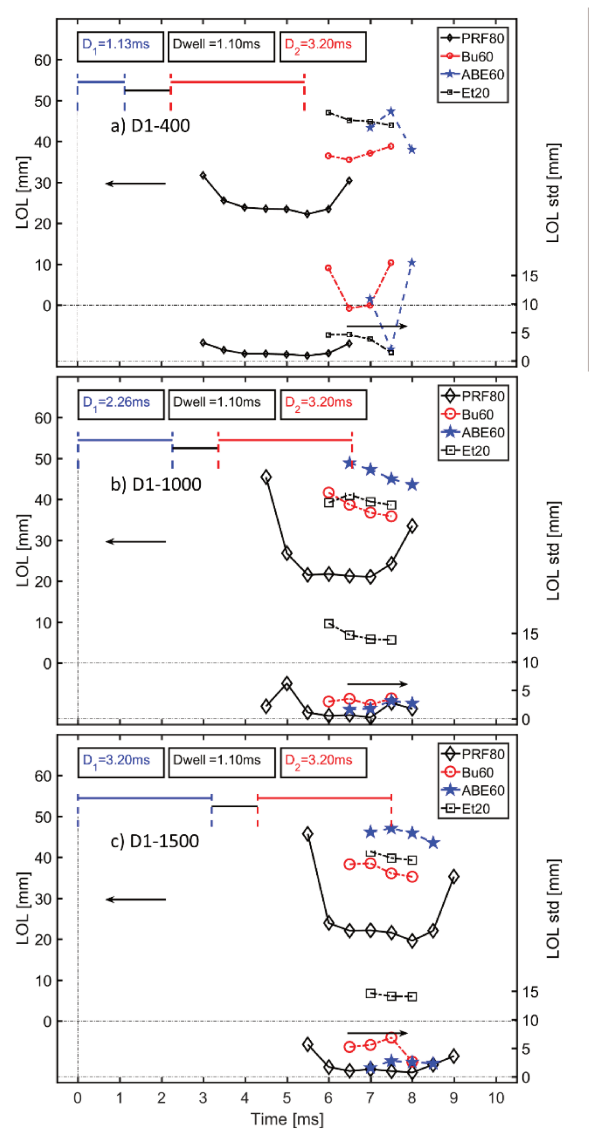 D1=1.13ms Dwell=1.10ms D2=3.20ms
PRF80
Bu60
ABE60
Et20
a) D1-400
LOL [mm]
60
50
40
30
20
10
0
LOL std [mm]
15
10
5
0
D1=2.26ms Dwell=1.10ms D2=3.20ms
PRF80
Bu60
ABE60
Et20
b) D1-1000
LOL [mm]
60
50
40
30
20
10
0
LOL std [mm]
15
10
5
0
D1=3.20ms Dwell=1.10ms D2=3.20ms
PRF80
Bu60
ABE60
Et20
c) D1-1500
LOL [mm]
60
50
40
30
20
10
0
LOL std [mm]
15
10
5
0
0 1 2 3 4 5 6 7 8 9 10
Time [ms]